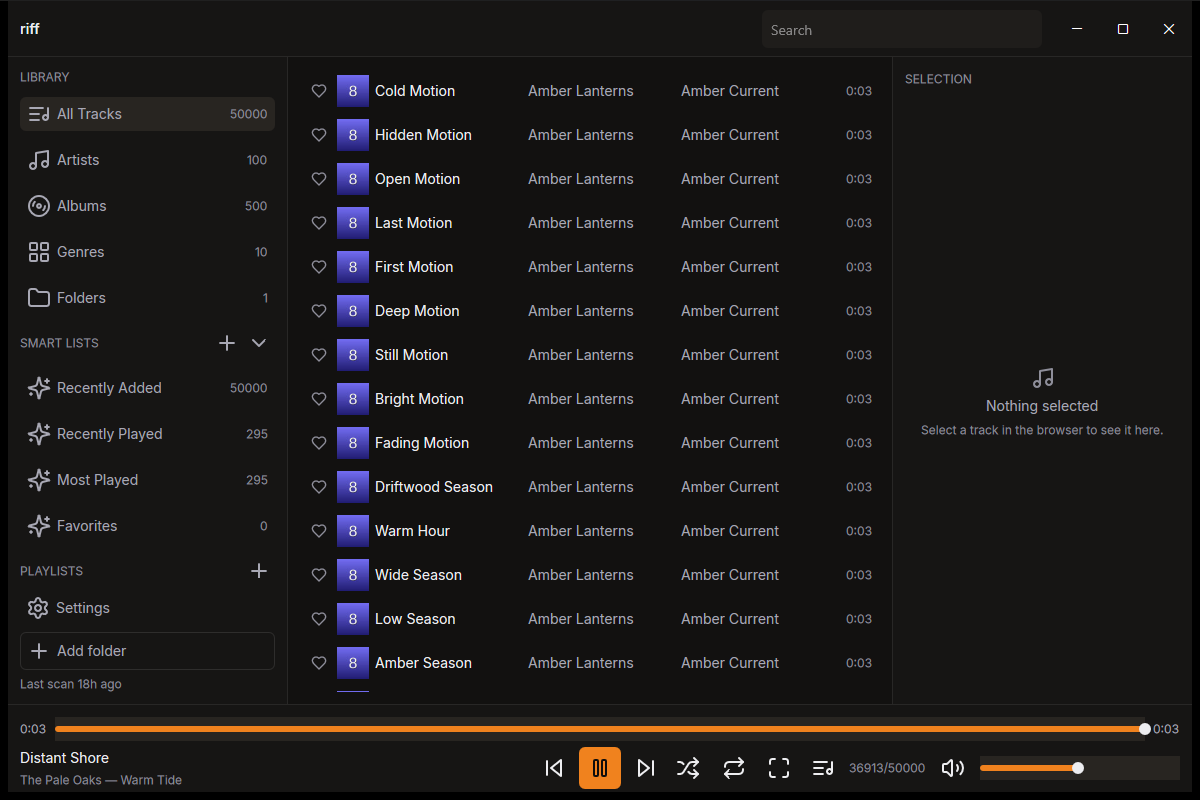 riff
Search
LIBRARY
All Tracks 50000
Artists 100
Albums 500
Genres 10
Folders 1
SMART LISTS
Recently Added 50000
Recently Played 295
Most Played 295
Favorites 0
PLAYLISTS
Settings
Add folder
Last scan 18h ago
8 Cold Motion Amber Lanterns Amber Current 0:03
8 Hidden Motion Amber Lanterns Amber Current 0:03
8 Open Motion Amber Lanterns Amber Current 0:03
8 Last Motion Amber Lanterns Amber Current 0:03
8 First Motion Amber Lanterns Amber Current 0:03
8 Deep Motion Amber Lanterns Amber Current 0:03
8 Still Motion Amber Lanterns Amber Current 0:03
8 Bright Motion Amber Lanterns Amber Current 0:03
8 Fading Motion Amber Lanterns Amber Current 0:03
8 Driftwood Season Amber Lanterns Amber Current 0:03
8 Warm Hour Amber Lanterns Amber Current 0:03
8 Wide Season Amber Lanterns Amber Current 0:03
8 Low Season Amber Lanterns Amber Current 0:03
8 Amber Season Amber Lanterns Amber Current 0:03
SELECTION
Nothing selected
Select a track in the browser to see it here.
0:03 0:03
Distant Shore
The Pale Oaks — Warm Tide
36913/50000